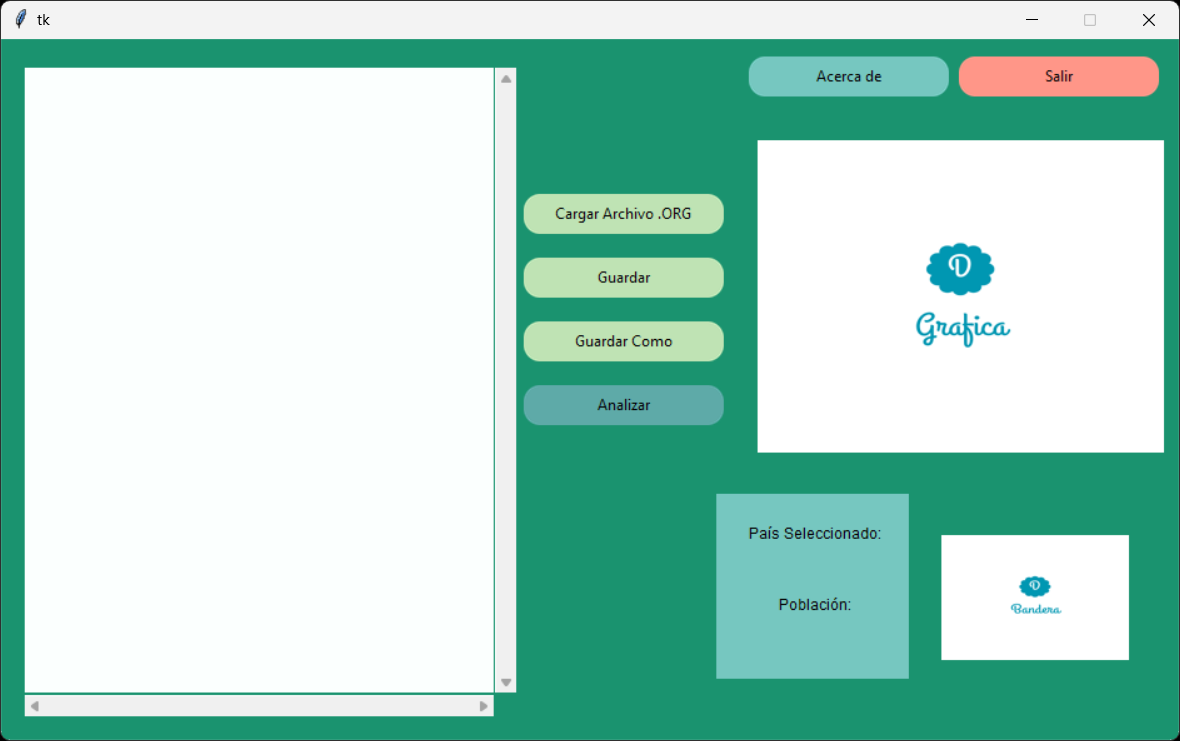 tk
Acerca de
Salir
Cargar Archivo .ORG
Guardar
Guardar Como
Analizar
D
Grafica
País Seleccionado:
Población:
D
Bandera